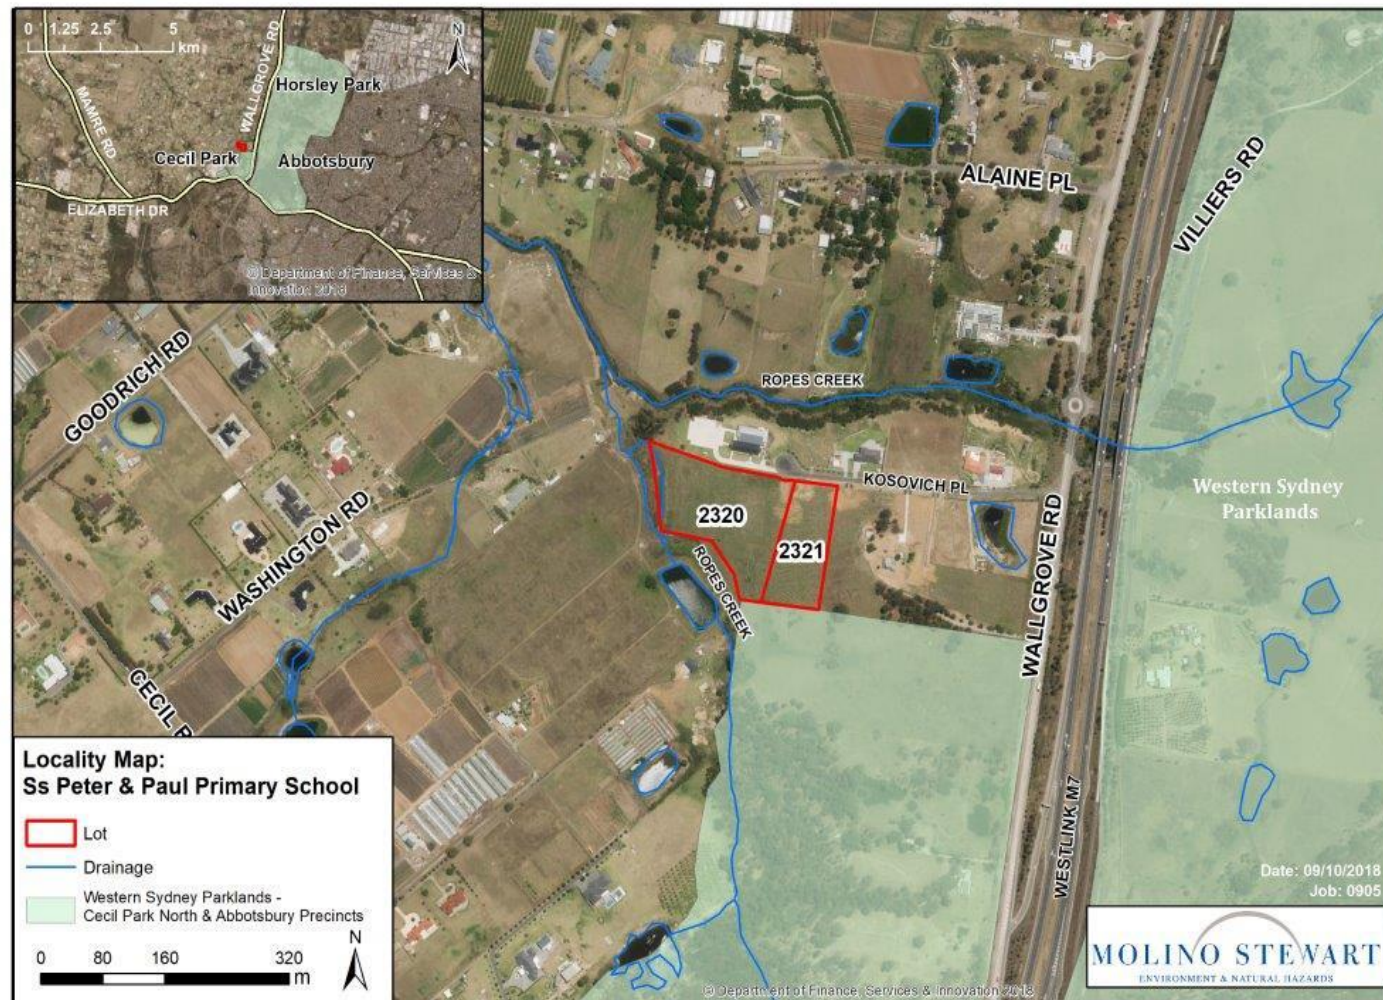 0 1.25 2.5 5
km
N
WALLGROVE RD
MAMRE RD
Horsley Park
Cecil Park
Abbotsbury
ELIZABETH DR
© Department of Finance, Services &
Innovation 2018
ALAINE PL
VILLIERS RD
GOODRICH RD
ROPES CREEK
KOSOVICH PL
Western Sydney
Parklands
2320
2321
WASHINGTON RD
ROPES CREEK
WALLGROVE RD
CECIL
WESTLINK M7
Locality Map:
Ss Peter & Paul Primary School
Lot
Drainage
Western Sydney Parklands -
Cecil Park North & Abbotsbury Precincts
N
0 80 160 320
m
Date: 09/10/2018
Job: 0905
MOLINO STEWART
ENVIRONMENT & NATURAL HAZARDS
© Department of Finance, Services & Innovation 2018